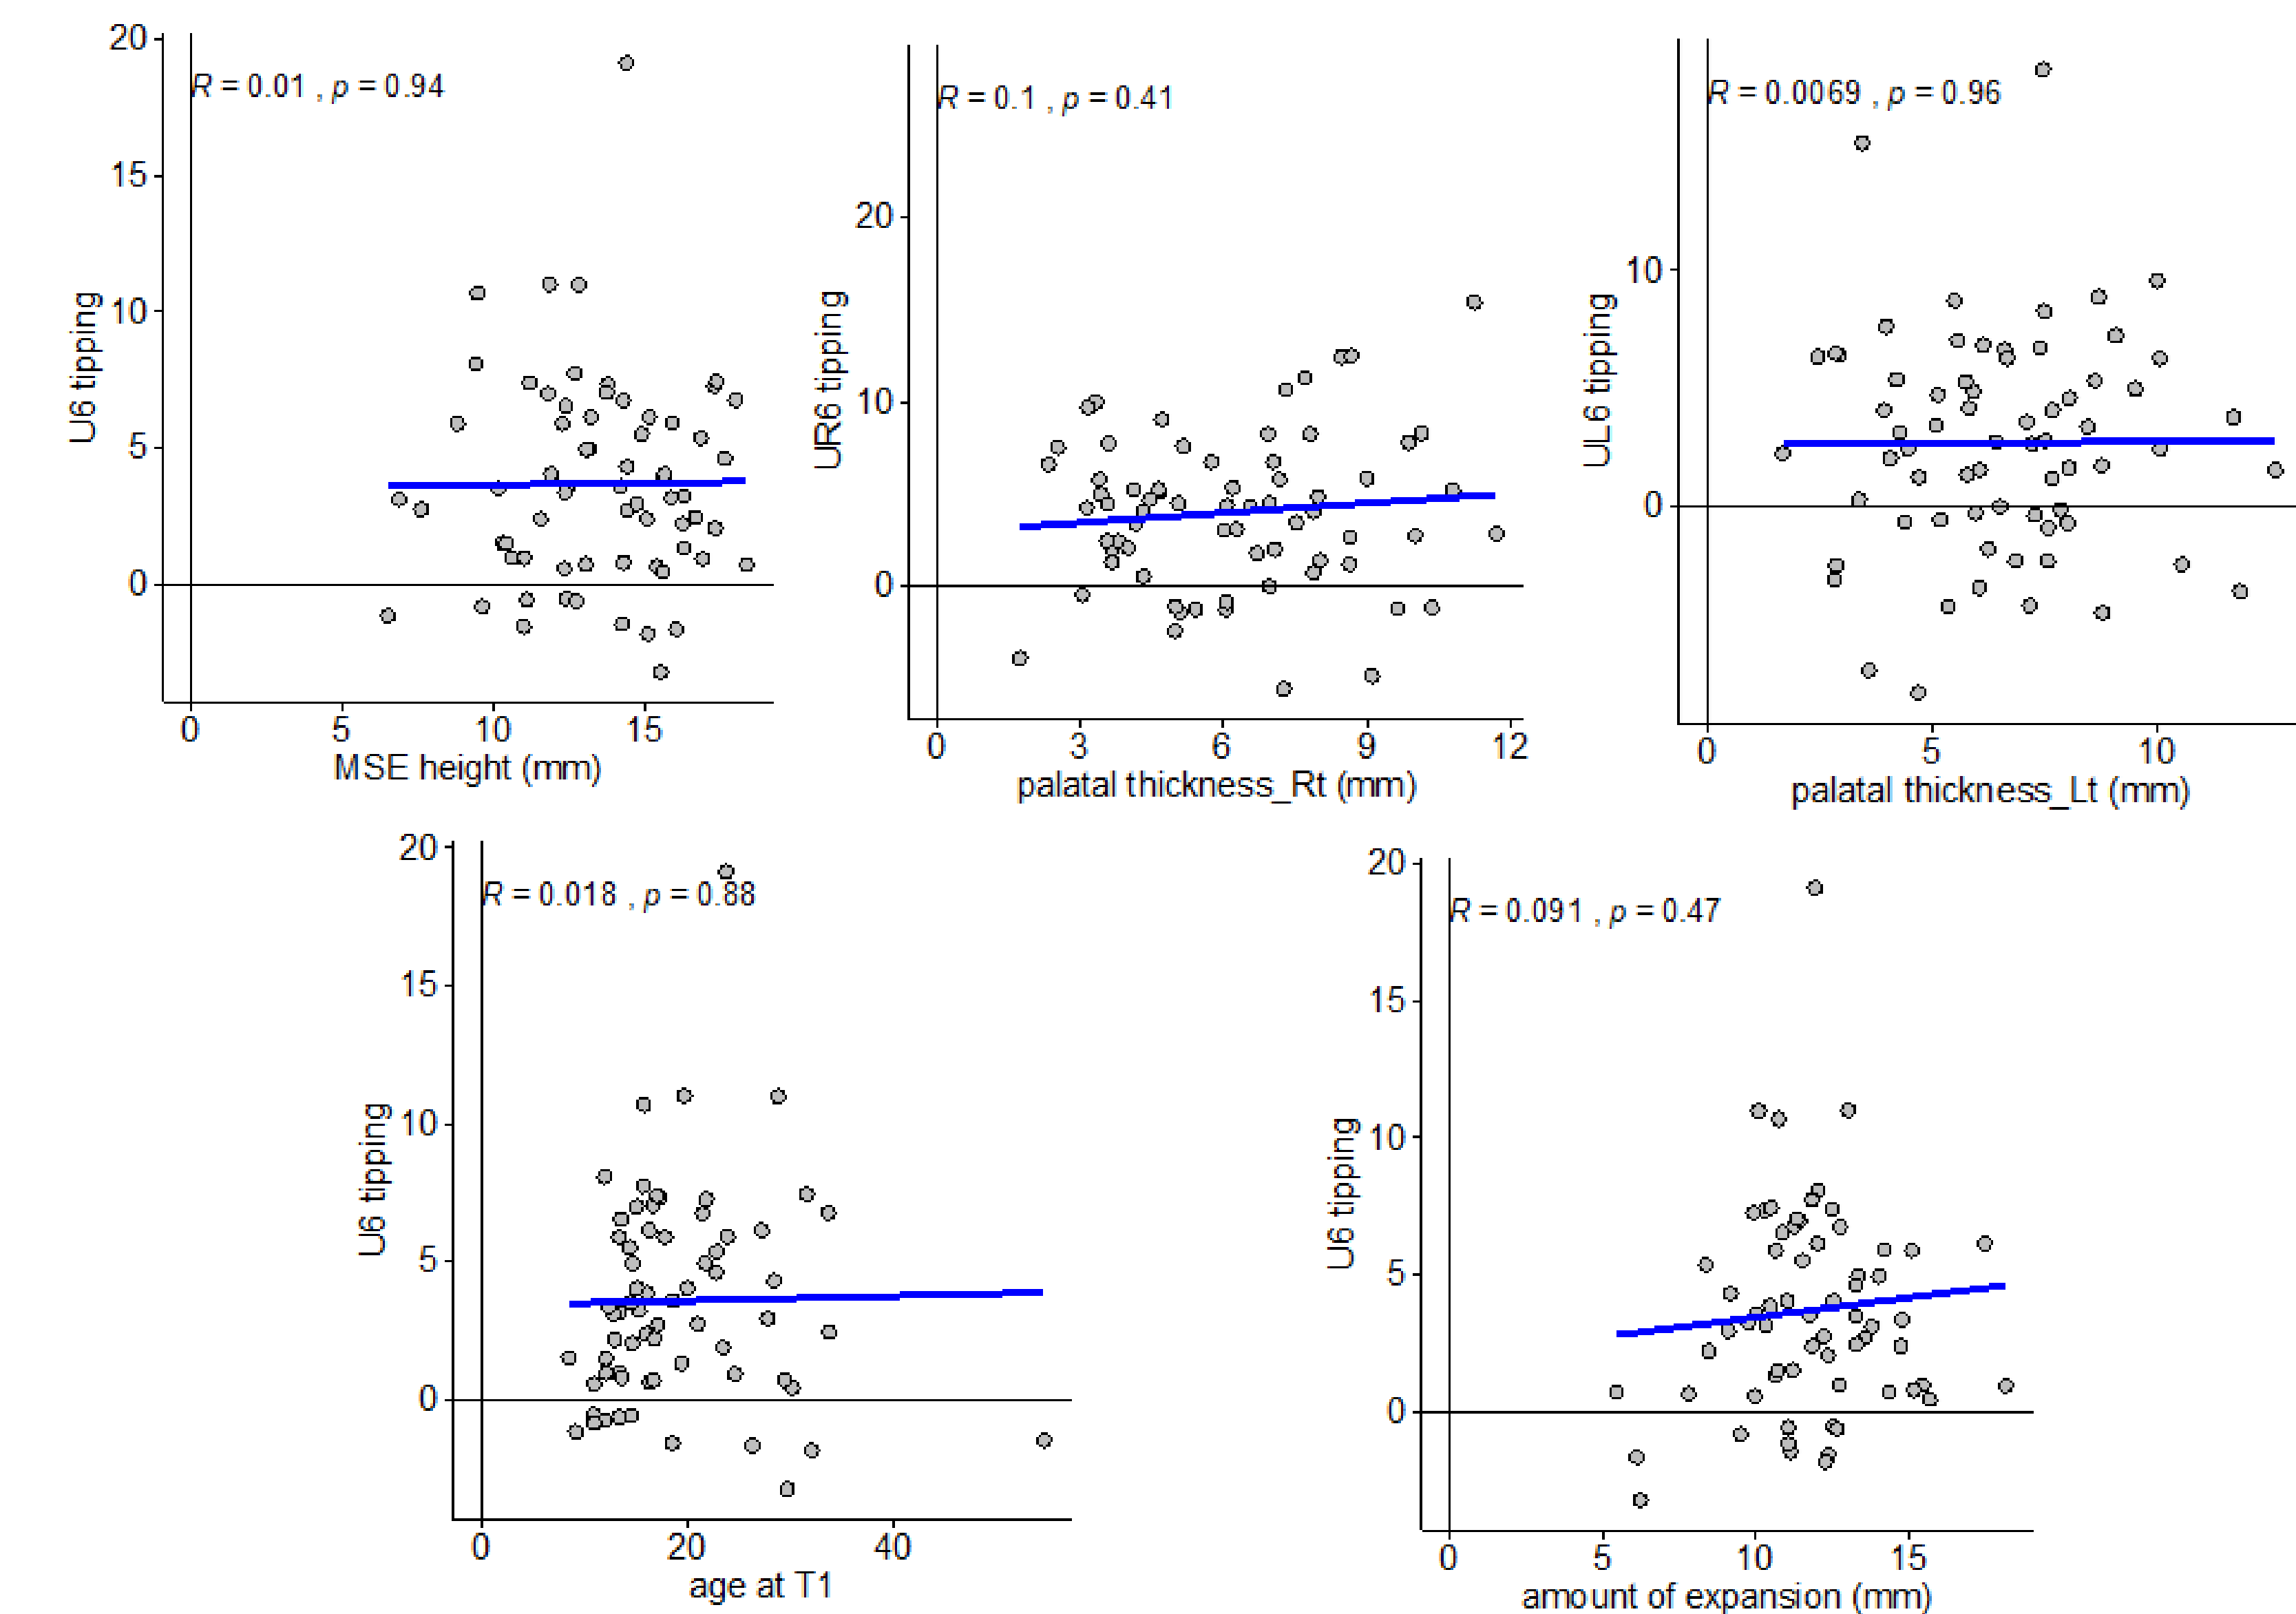 20
15
10
5
0
U6 tipping
R = 0.01 , p = 0.94
0 5 10 15
MSE height (mm)
20
10
0
UR6 tipping
R = 0.1 , p = 0.41
0 3 6 9 12
palatal thickness_Rt (mm)
10
0
UL6 tipping
R = 0.0069 , p = 0.96
0 5 10
palatal thickness_Lt (mm)
20
15
10
5
0
U6 tipping
R = 0.018 , p = 0.88
0 20 40
age at T1
20
15
10
5
0
U6 tipping
R = 0.091 , p = 0.47
0 5 10 15
amount of expansion (mm)